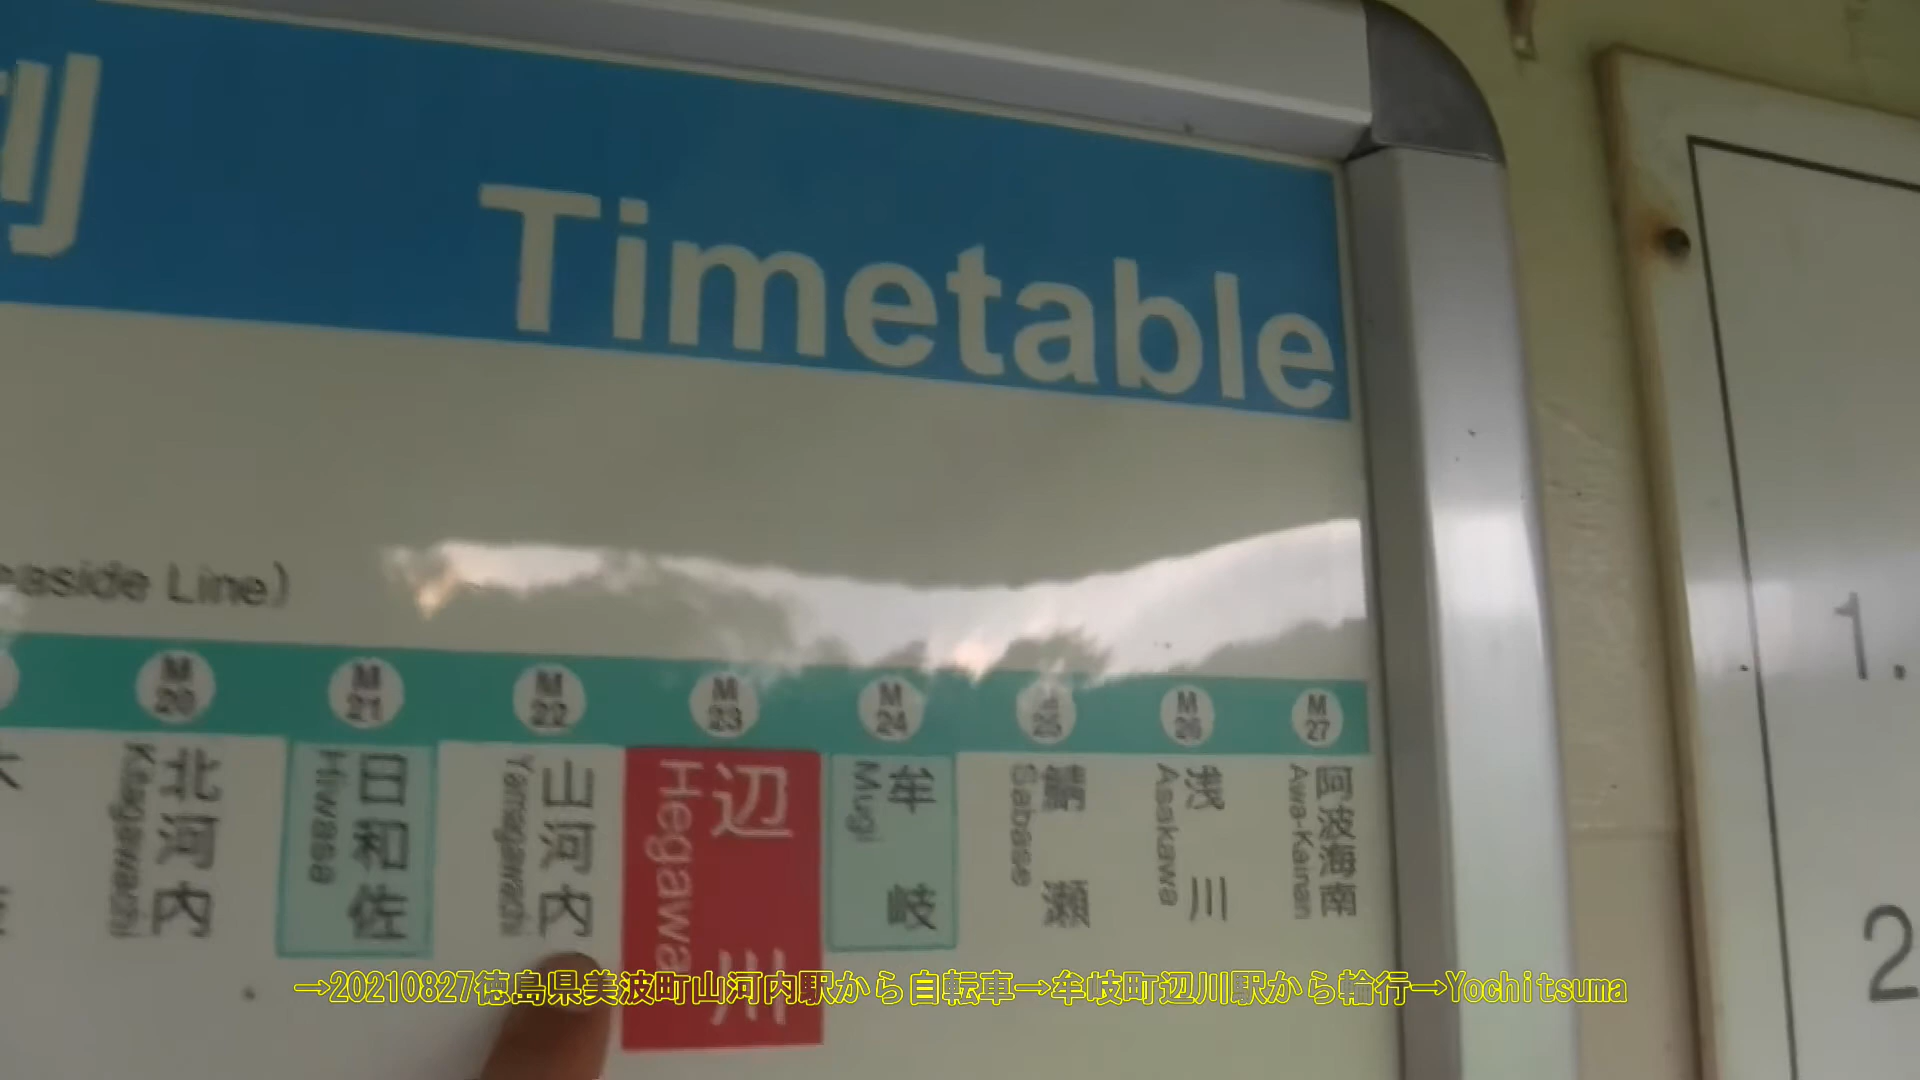 刻
Timetable
easide Line)
M 20
M 21
M 22
M 23
M 24
M 25
M 26
M 27
北河内
Kitagawachi
日和佐
Hiwasa
山河内
Yamagawachi
辺川
Hegawa
牟岐
Mugi
鯖瀬
Sabase
浅川
Asakawa
阿波海南
Awa-Kainan
1.
2
→20210827徳島県美波町山河内駅から自転車→牟岐町辺川駅から輪行→Yochitsuma